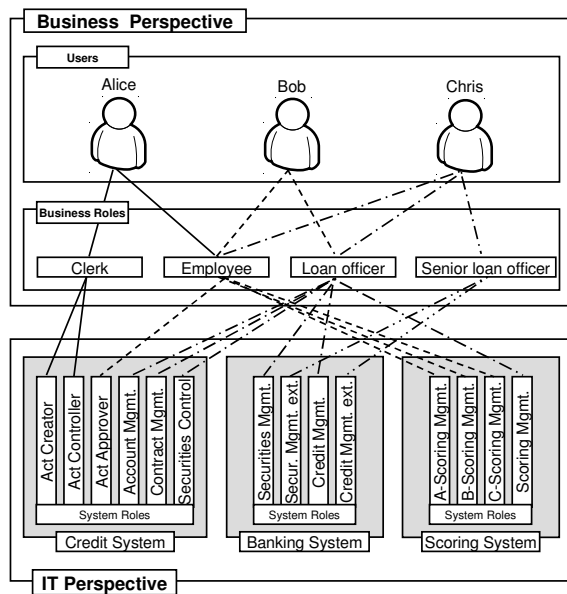 Business Perspective
Users
Alice
Bob
Chris
Business Roles
Clerk
Employee
Loan officer
Senior loan officer
Act Creator
Act Controller
Act Approver
Account Mgmt.
Contract Mgmt.
Securities Control
System Roles
Credit System
Securities Mgmt.
Secur. Mgmt. ext.
Credit Mgmt.
Credit Mgmt. ext.
System Roles
Banking System
A-Scoring Mgmt.
B-Scoring Mgmt.
C-Scoring Mgmt.
Scoring Mgmt.
System Roles
Scoring System
IT Perspective